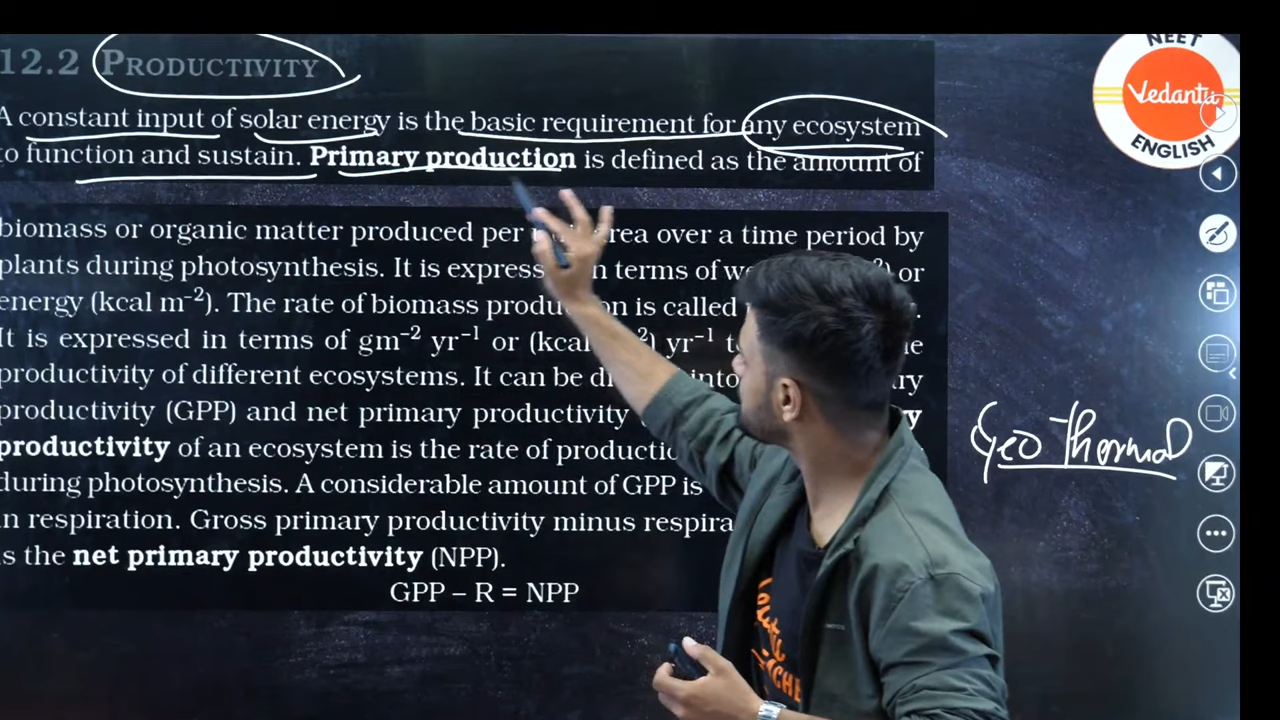 12.2 PRODUCTIVITY
A constant input of solar energy is the basic requirement for any ecosystem
to function and sustain. Primary production is defined as the amount of
biomass or organic matter produced per rea over a time period by
plants during photosynthesis. It is express n terms of we ²) or
energy (kcal m⁻²). The rate of biomass produ on is called
It is expressed in terms of gm⁻² yr⁻¹ or (kcal ²) yr⁻¹ t e
productivity of different ecosystems. It can be di into ry
productivity (GPP) and net primary productivity y
productivity of an ecosystem is the rate of productio
during photosynthesis. A considerable amount of GPP is
in respiration. Gross primary productivity minus respira
is the net primary productivity (NPP).
GPP – R = NPP
NEET
Vedantu
ENGLISH
Geo Thermal